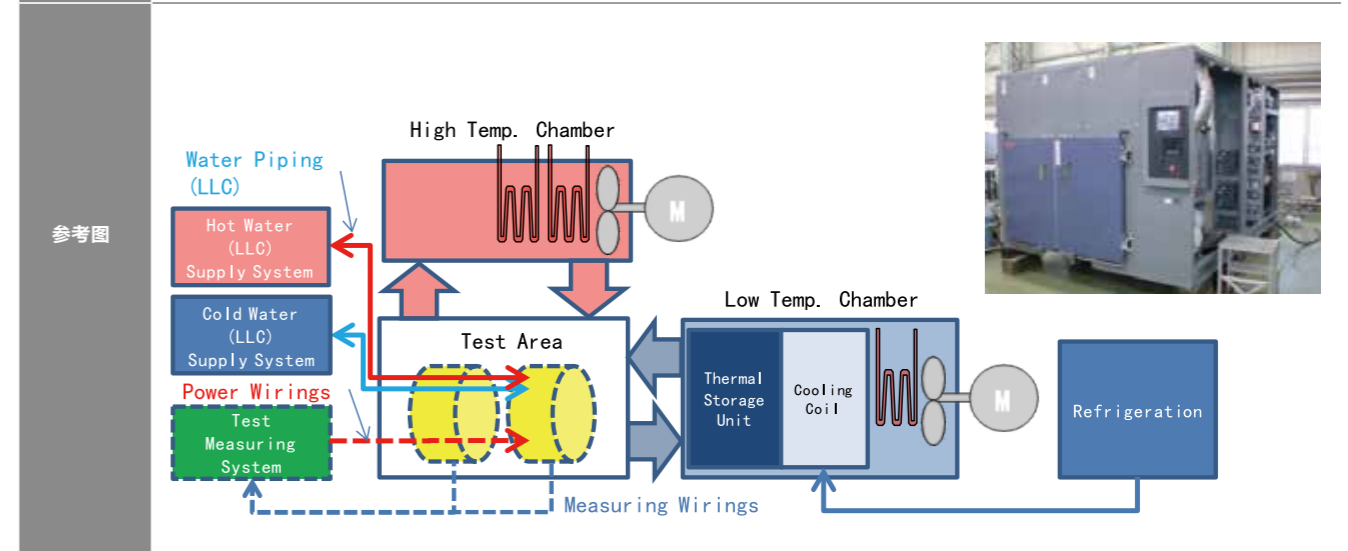 参考图
High Temp. Chamber
Water Piping
(LLC)
Hot Water
(LLC)
Supply System
M
Cold Water
(LLC)
Supply System
Test Area
Low Temp. Chamber
Power Wirings
Test
Measuring
System
Thermal
Storage
Unit
Cooling
Coil
M
Refrigeration
Measuring Wirings